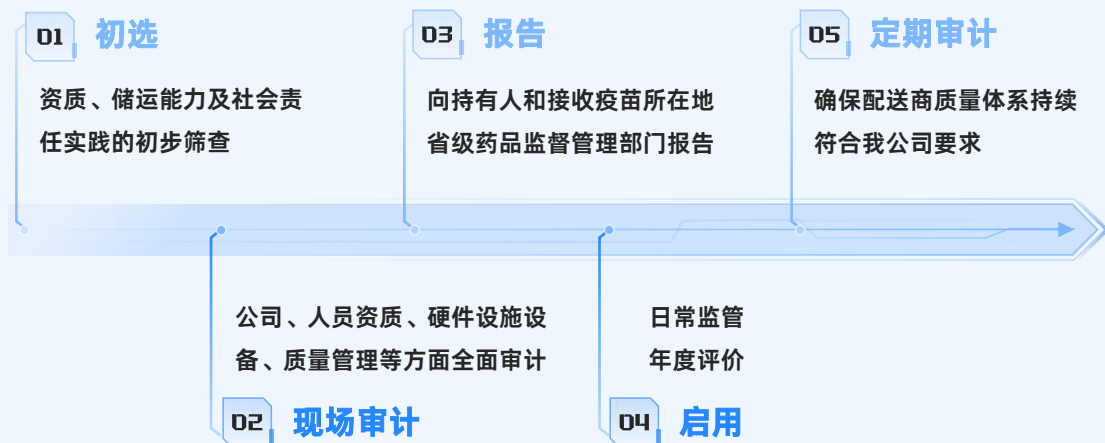 01 初选
资质、储运能力及社会责
任实践的初步筛查
03 报告
向持有人和接收疫苗所在地
省级药品监督管理部门报告
05 定期审计
确保配送商质量体系持续
符合我公司要求
公司、人员资质、硬件设施设
备、质量管理等方面全面审计
02 现场审计
日常监管
年度评价
04 启用